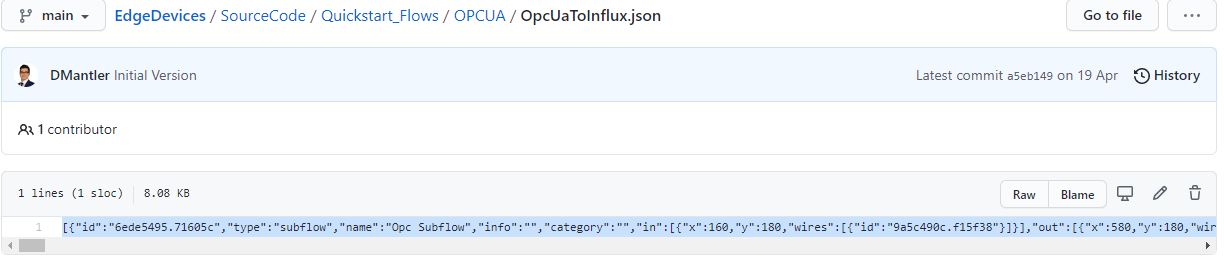 main EdgeDevices / SourceCode / Quickstart_Flows / OPCUA / OpcUaToInflux.json Go to file ...
DMantler Initial Version Latest commit a5eb149 on 19 Apr History
1 contributor
1 lines (1 sloc) 8.08 KB Raw Blame
1 [{"id":"6ede5495.71605c","type":"subflow","name":"Opc Subflow","info":"","category":"","in":[{"x":160,"y":180,"wires":[{"id":"9a5c490c.f15f38"}]}],"out":[{"x":580,"y":180,"wir